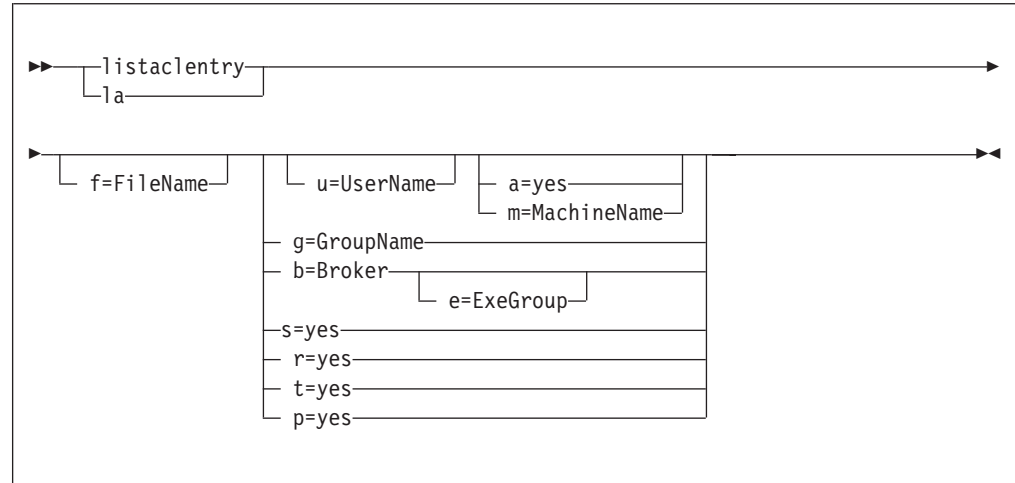 listaclentry
la
f=FileName u=UserName a=yes
m=MachineName
g=GroupName
b=Broker
e=ExeGroup
s=yes
r=yes
t=yes
p=yes